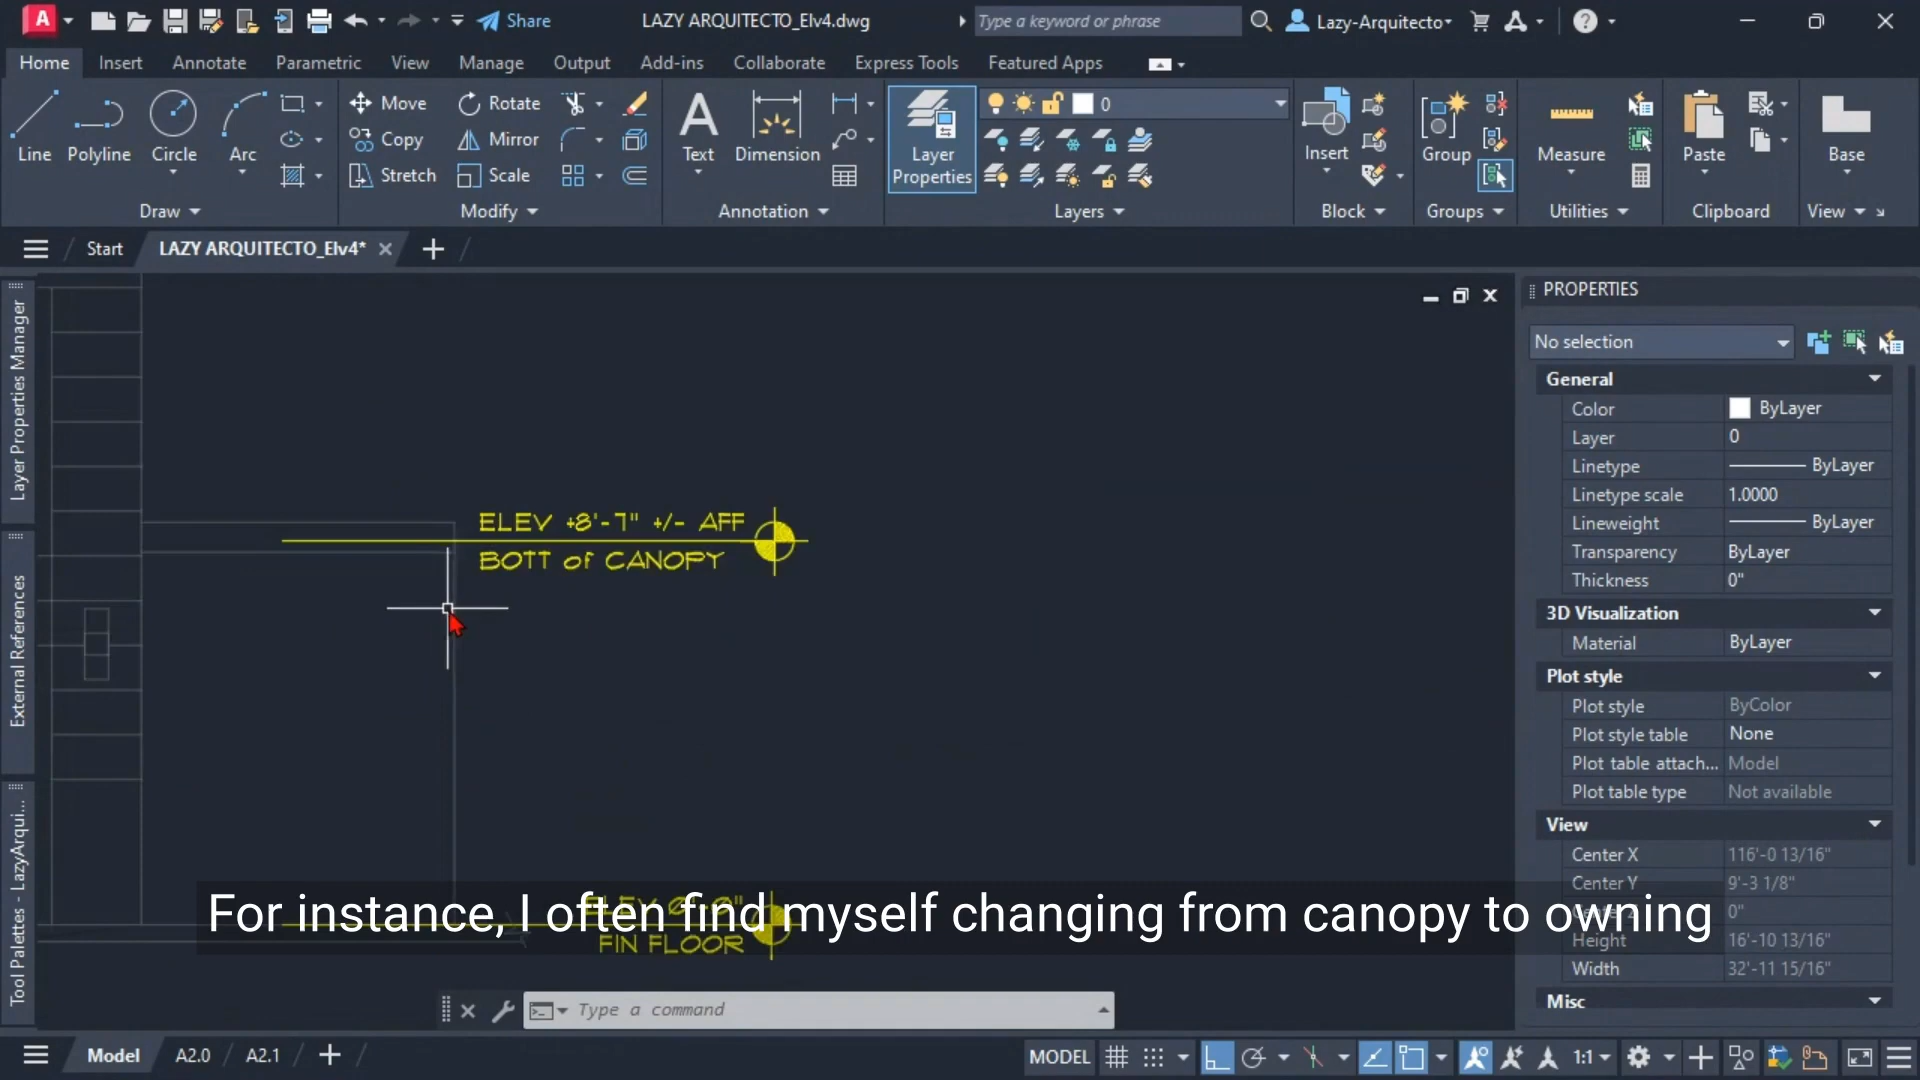 Share
LAZY ARQUITECTO_Elv4.dwg
Type a keyword or phrase
Lazy-Arquitecto
Home Insert Annotate Parametric View Manage Output Add-ins Collaborate Express Tools Featured Apps
Line Polyline Circle Arc
Move Rotate
Copy Mirror
Stretch Scale
Text Dimension
Layer Properties
0
Insert
Group
Measure
Paste
Base
Draw Modify Annotation Layers Block Groups Utilities Clipboard View
Start LAZY ARQUITECTO_Elv4*
Layer Properties Manager
External References
Tool Palettes - LazyArqui...
ELEV +8'-7" +/- AFF
BOTT of CANOPY
ELEV 0'-0"
FIN FLOOR
For instance, I often find myself changing from canopy to owning
PROPERTIES
No selection
General
Color ByLayer
Layer 0
Linetype ByLayer
Linetype scale 1.0000
Lineweight ByLayer
Transparency ByLayer
Thickness 0"
3D Visualization
Material ByLayer
Plot style
Plot style ByColor
Plot style table None
Plot table attach... Model
Plot table type Not available
View
Center X 116'-0 13/16"
Center Y 9'-3 1/8"
Center Z 0"
Height 16'-10 13/16"
Width 32'-11 15/16"
Misc
Type a command
Model A2.0 A2.1
MODEL
1:1